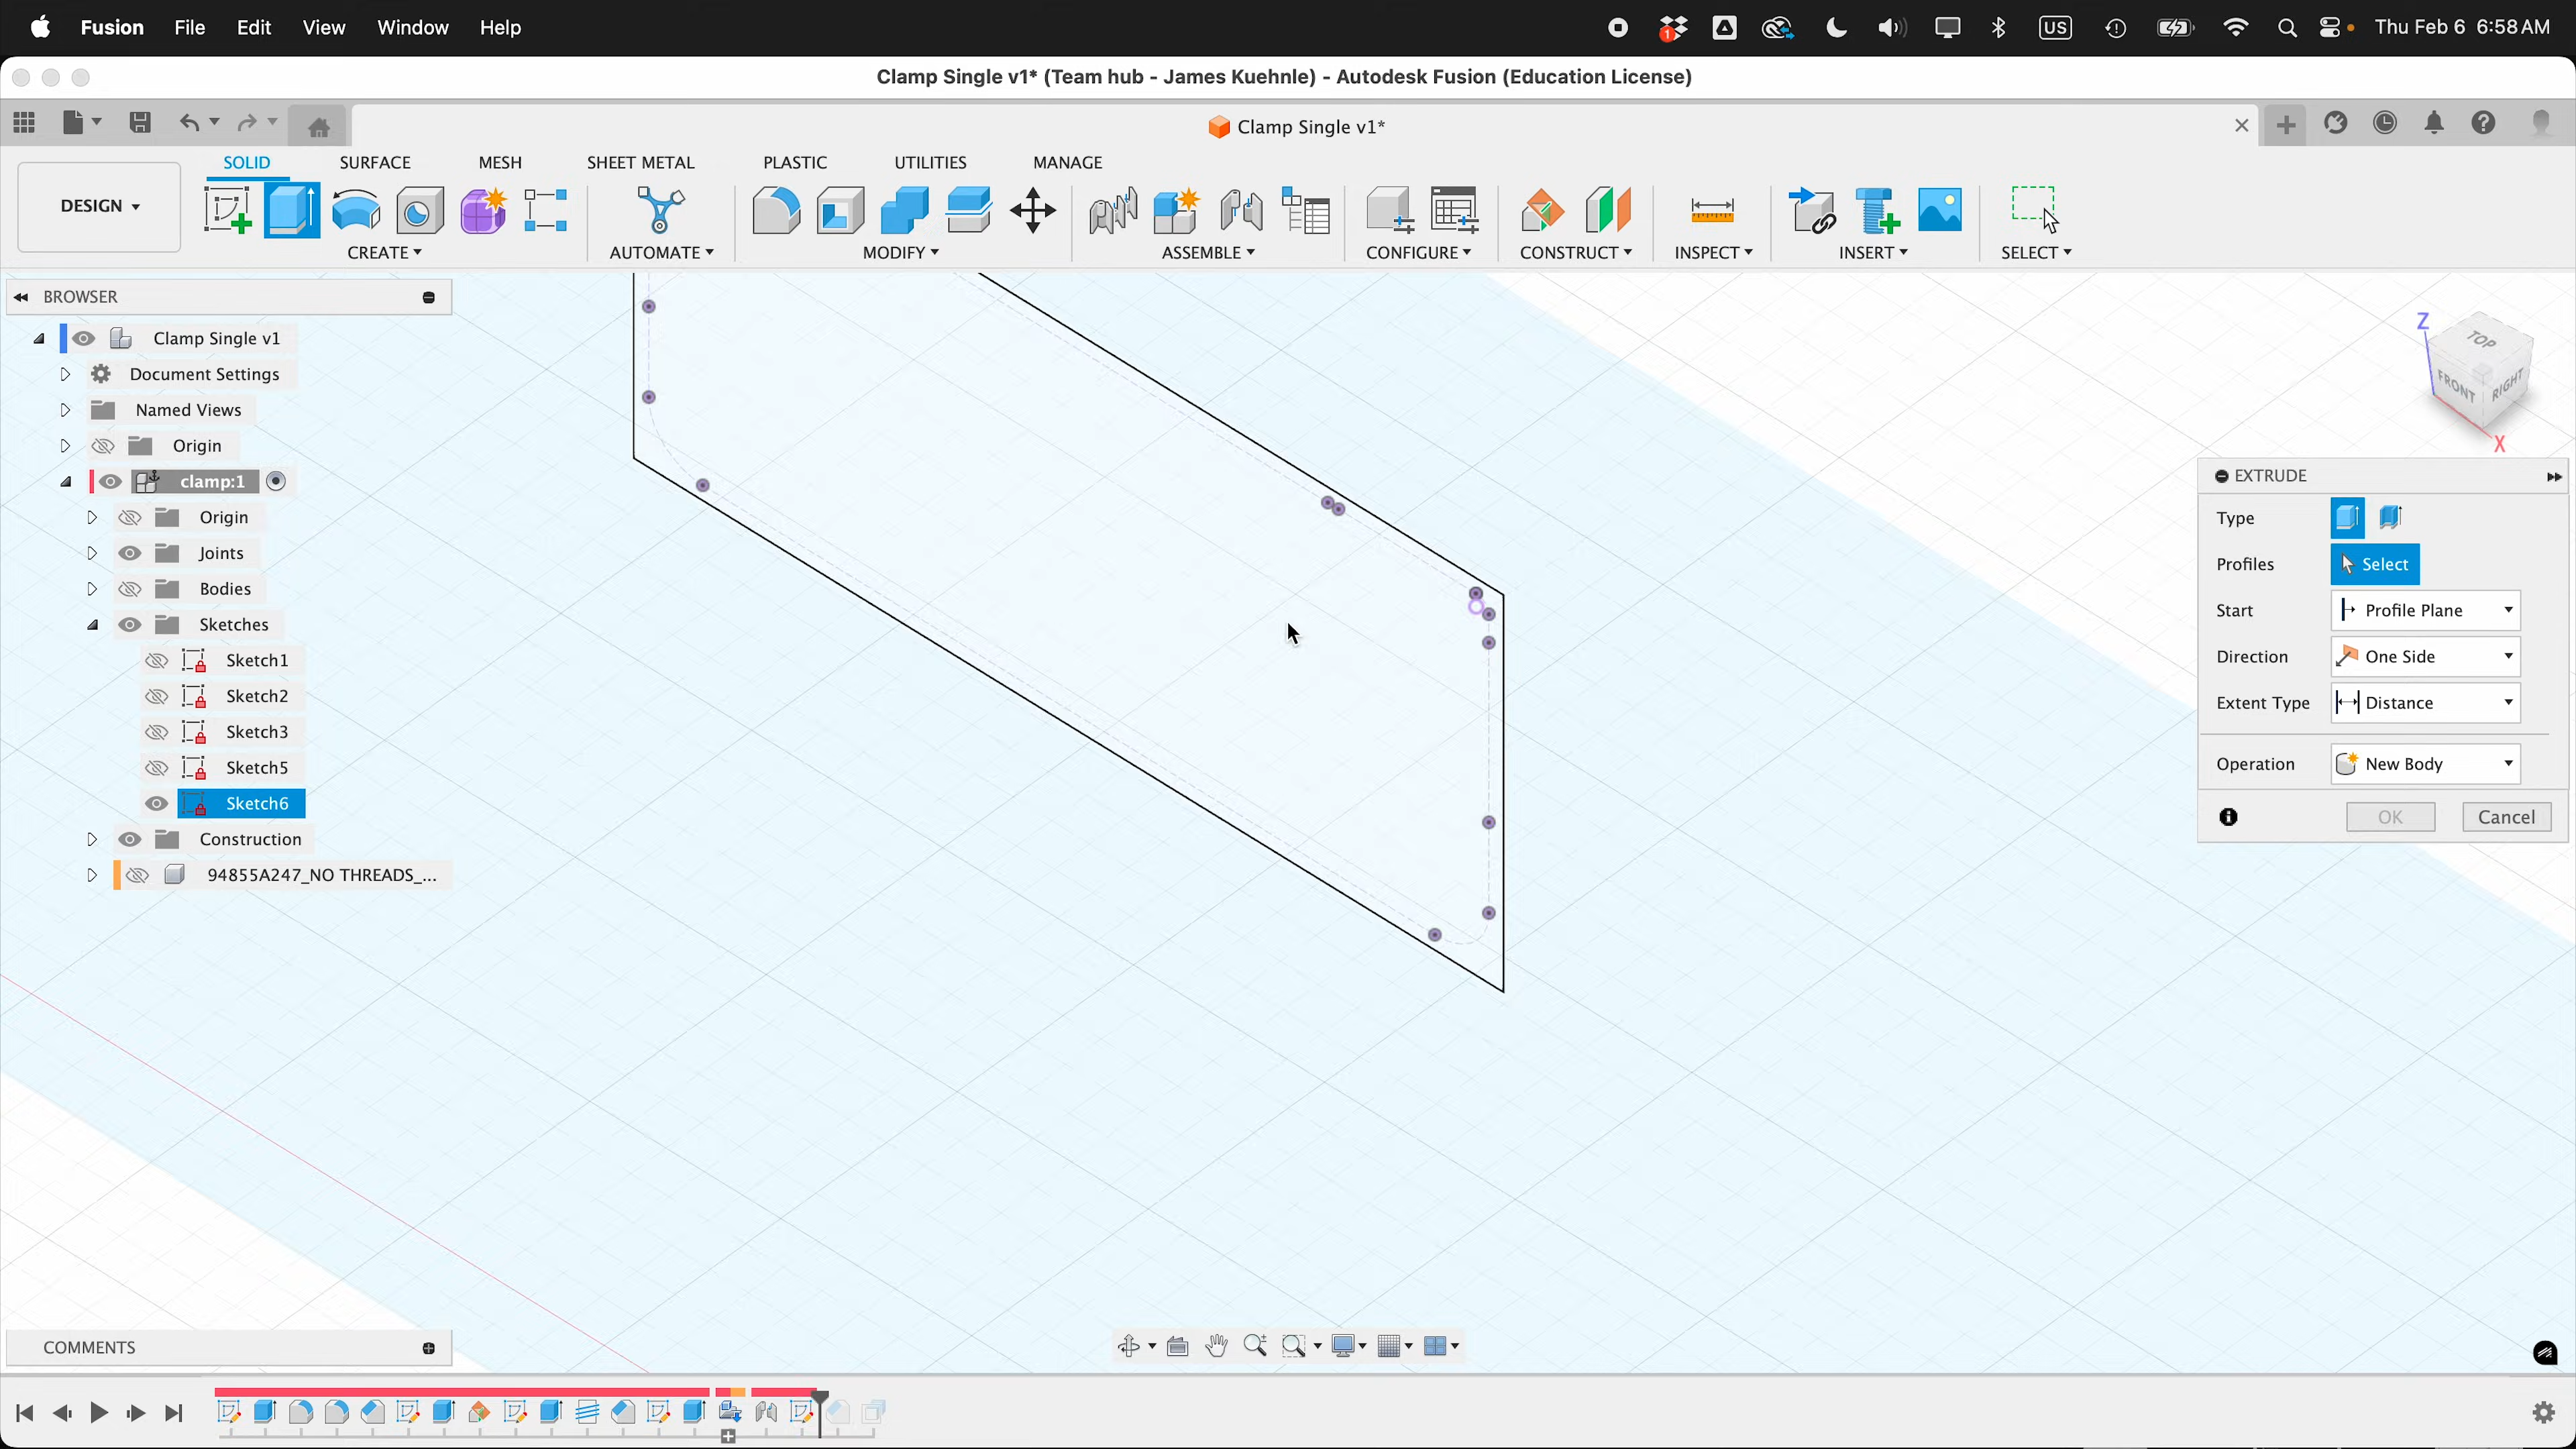 Fusion File Edit View Window Help
1 US Thu Feb 6 6:58 AM
Clamp Single v1* (Team hub - James Kuehnle) - Autodesk Fusion (Education License)
Clamp Single v1*
SOLID SURFACE MESH SHEET METAL PLASTIC UTILITIES MANAGE
DESIGN
CREATE AUTOMATE MODIFY ASSEMBLE CONFIGURE CONSTRUCT INSPECT INSERT SELECT
BROWSER
Clamp Single v1
Document Settings
Named Views
Origin
clamp:1
Origin
Joints
Bodies
Sketches
Sketch1
Sketch2
Sketch3
Sketch5
Sketch6
Construction
94855A247_NO THREADS_...
Z
TOP
FRONT RIGHT
X
EXTRUDE
Type
Profiles Select
Start Profile Plane
Direction One Side
Extent Type Distance
Operation New Body
OK Cancel
COMMENTS